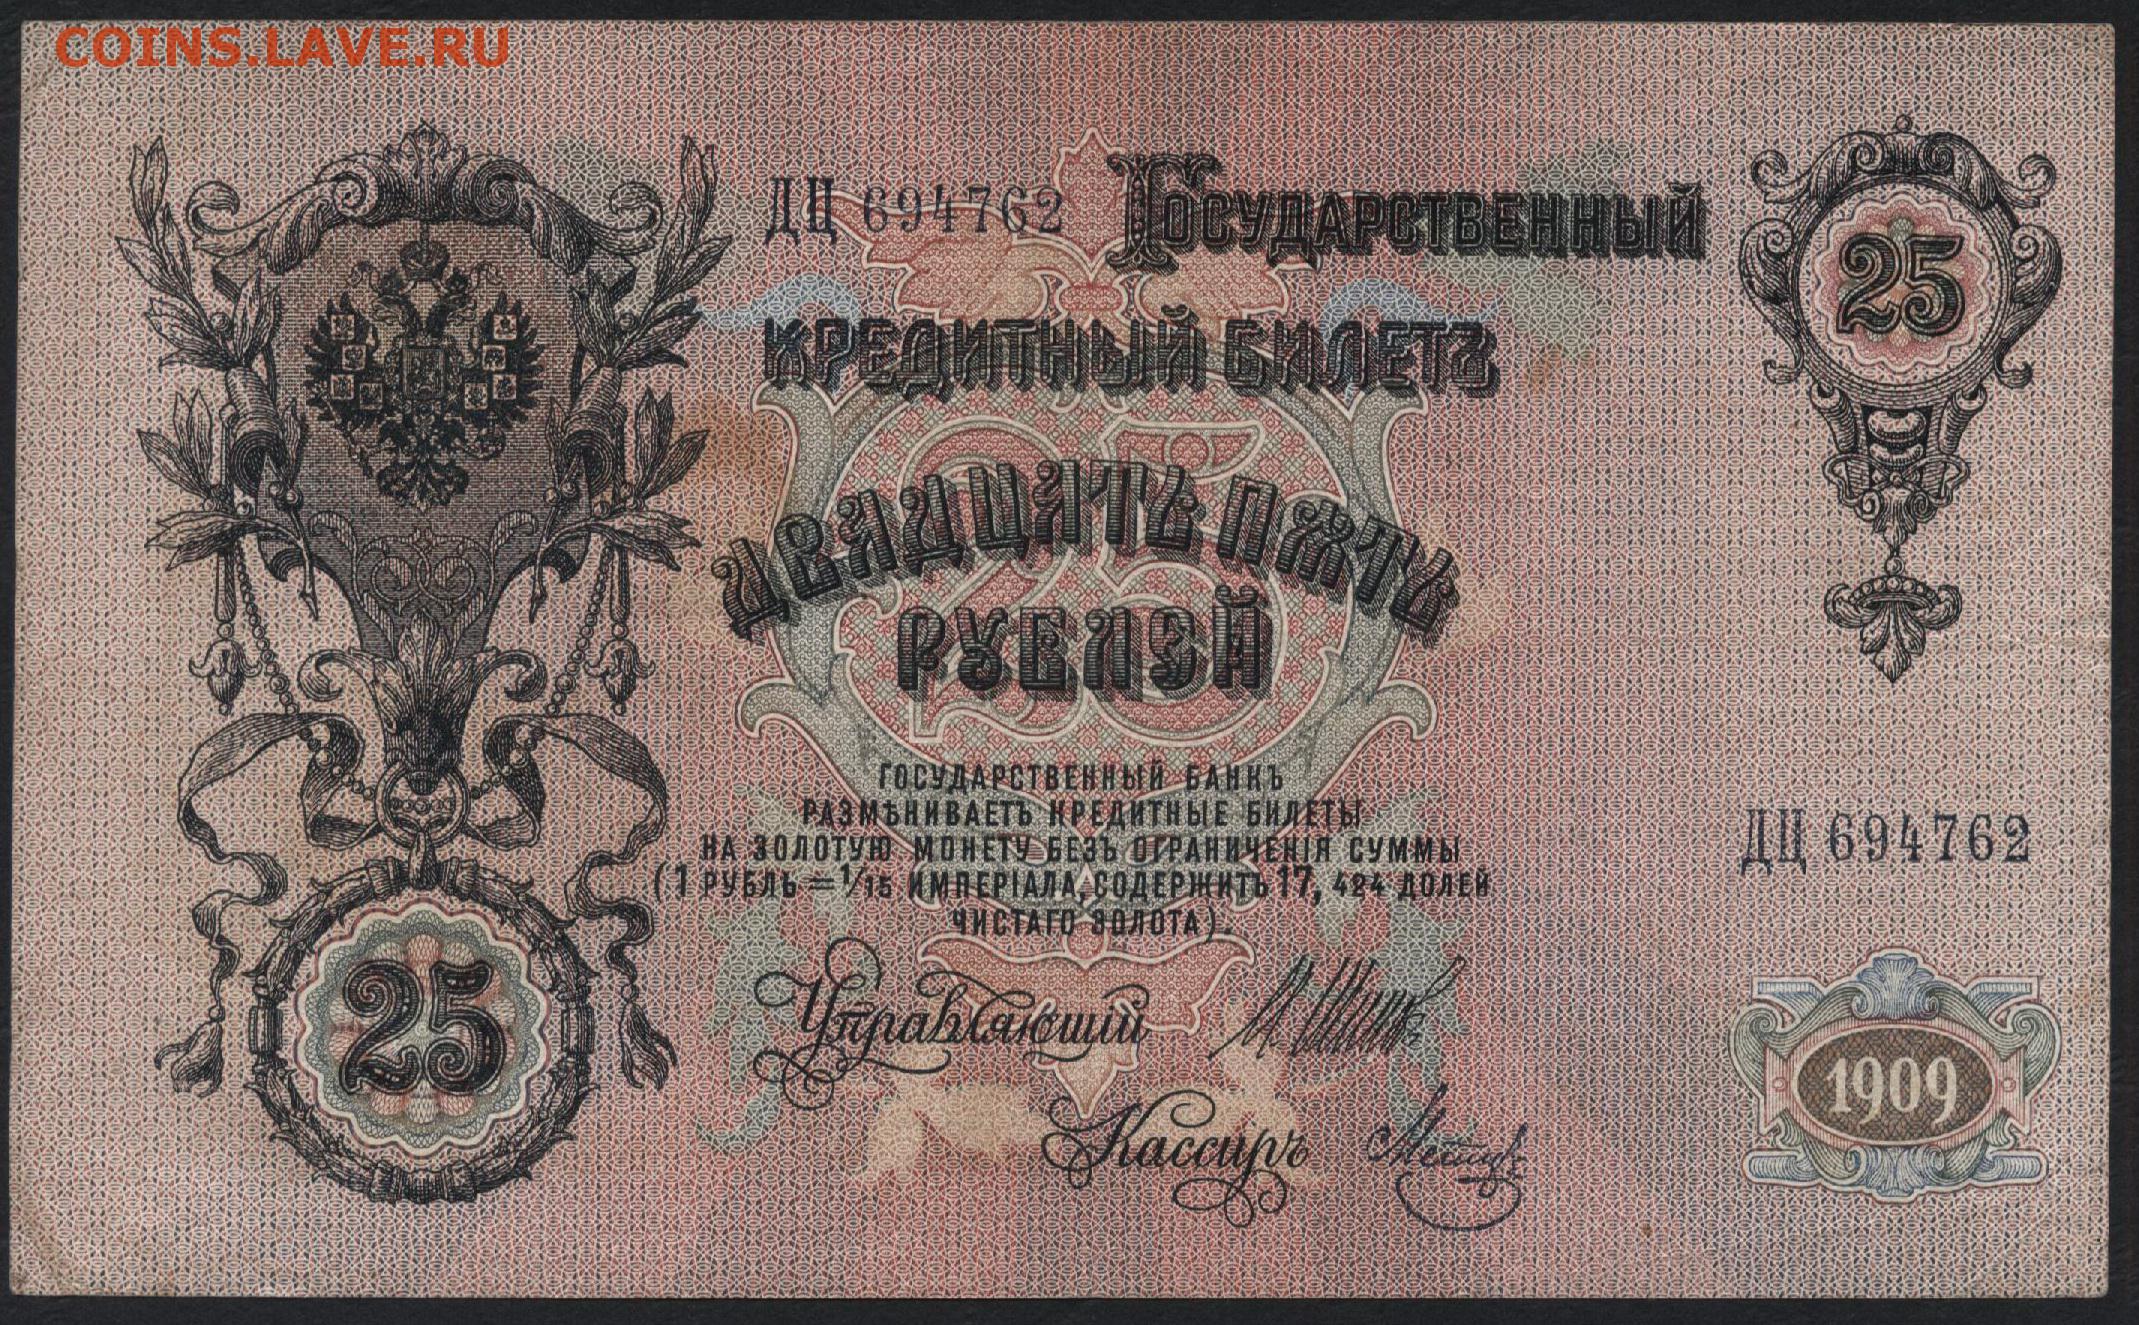 COINS.LAVE.RU
ДЦ 694762 ГОСУДАРСТВЕННЫЙ
25
КРЕДИТНЫЙ БИЛЕТЪ
25
ДВАДЦАТЬ ПЯТЬ
РУБЛЕЙ
ГОСУДАРСТВЕННЫЙ БАНКЪ
РАЗМѢНИВАЕТЪ КРЕДИТНЫЕ БИЛЕТЫ
НА ЗОЛОТУЮ МОНЕТУ БЕЗЪ ОГРАНИЧЕНІЯ СУММЫ
(1 РУБЛЬ = 1/15 ИМПЕРІАЛА, СОДЕРЖИТЪ 17, 424 ДОЛЕЙ
ЧИСТАГО ЗОЛОТА).
ДЦ 694762
25
Управляющій
Кассиръ
1909